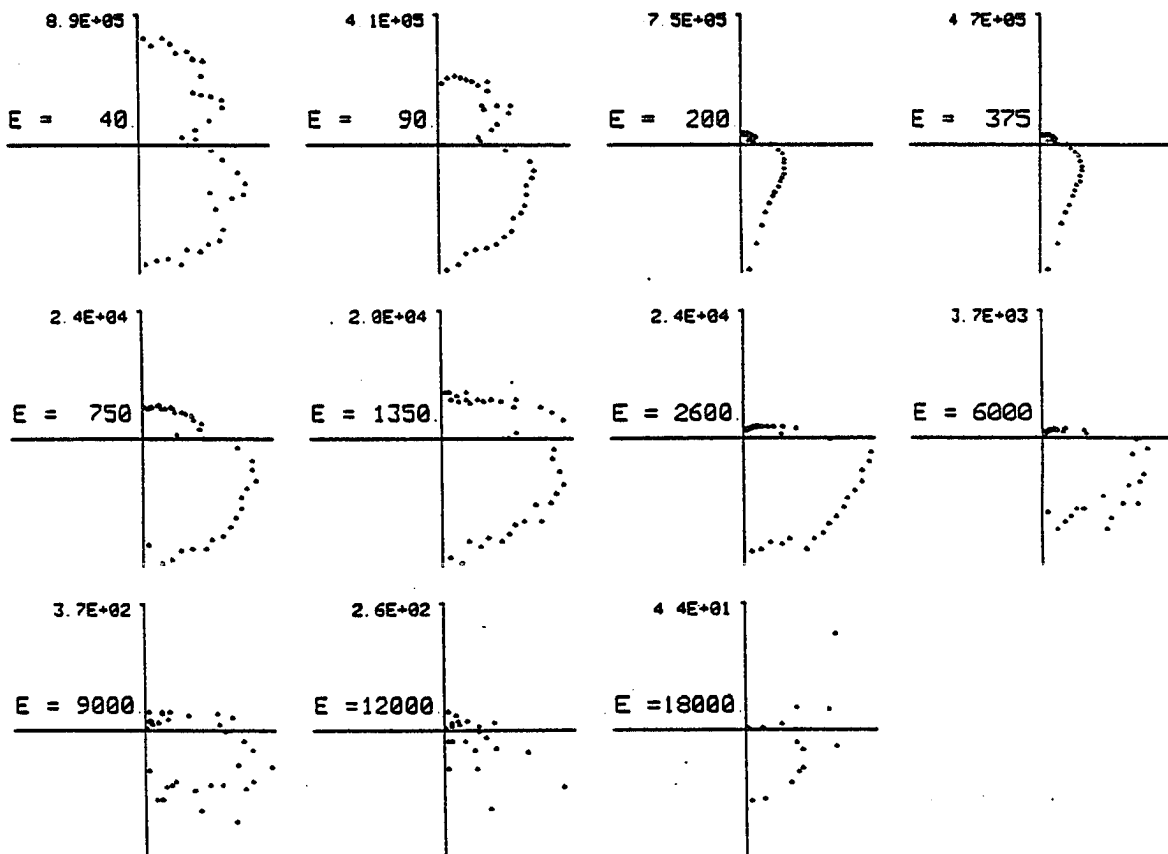 8.9E+05
4.1E+05
7.5E+05
4.7E+05
E = 40
E = 90
E = 200
E = 375
2.4E+04
2.0E+04
2.4E+04
3.7E+03
E = 750
E = 1350
E = 2600
E = 6000
3.7E+02
2.6E+02
4.4E+01
E = 9000
E =12000
E =18000